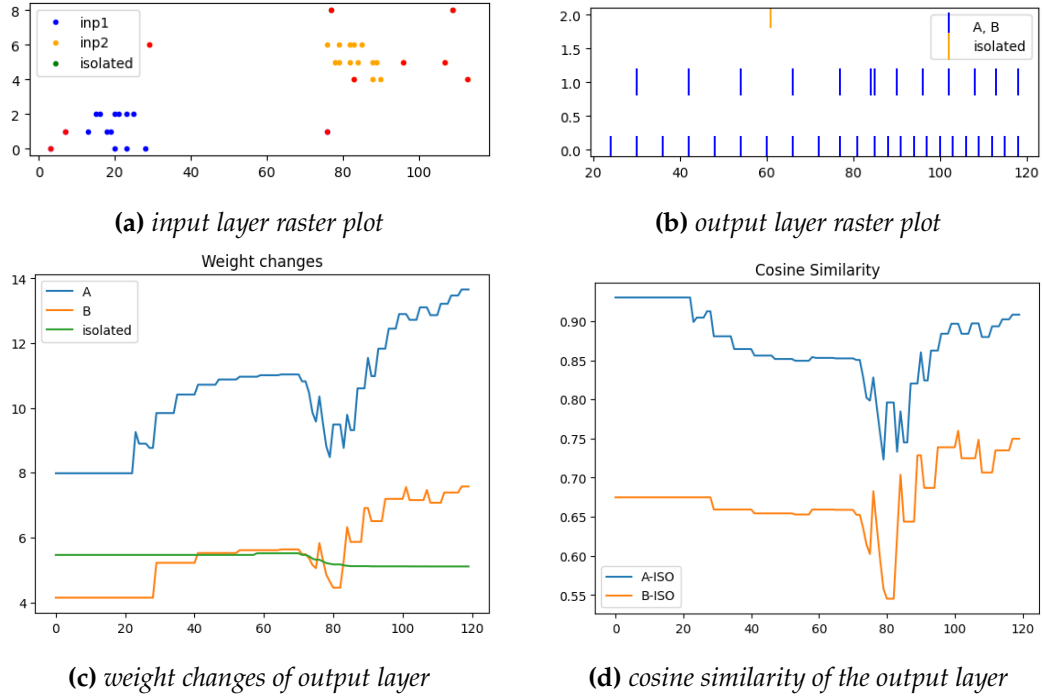 8
6
4
2
0
inp1
inp2
isolated
0 20 40 60 80 100
(a) input layer raster plot
2.0
1.5
1.0
0.5
0.0
A, B
isolated
20 40 60 80 100 120
(b) output layer raster plot
Weight changes
14
12
10
8
6
4
A
B
isolated
0 20 40 60 80 100 120
(c) weight changes of output layer
Cosine Similarity
0.90
0.85
0.80
0.75
0.70
0.65
0.60
0.55
A-ISO
B-ISO
0 20 40 60 80 100 120
(d) cosine similarity of the output layer